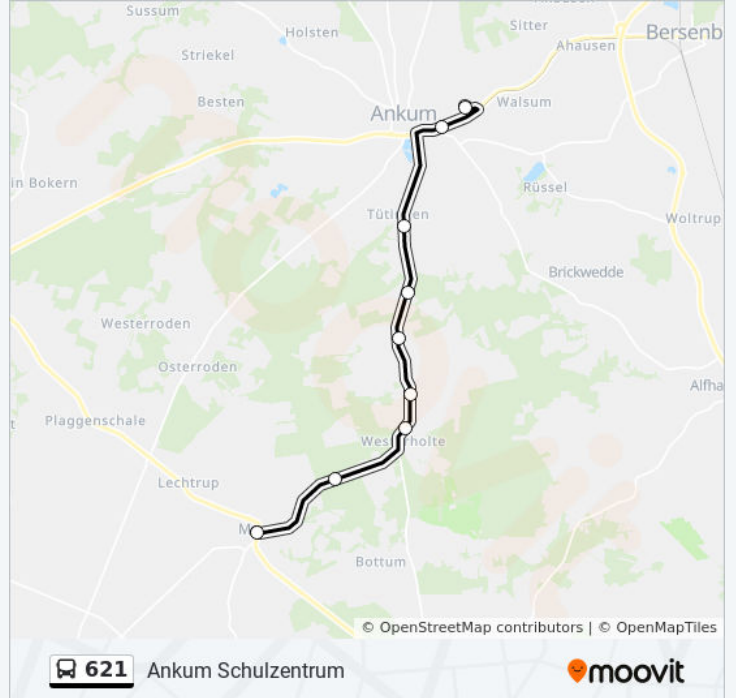 Sussum
Holsten
Sitter
Bersenb
Ahausen
Striekel
Besten
Ankum
Walsum
in Bokern
Rüssel
Woltrup
Brickwedde
Westerroden
Osterroden
Alfha
Plaggenschale
Lechtrup
Bottum
© OpenStreetMap contributors | © OpenMapTiles
621 Ankum Schulzentrum
moovit